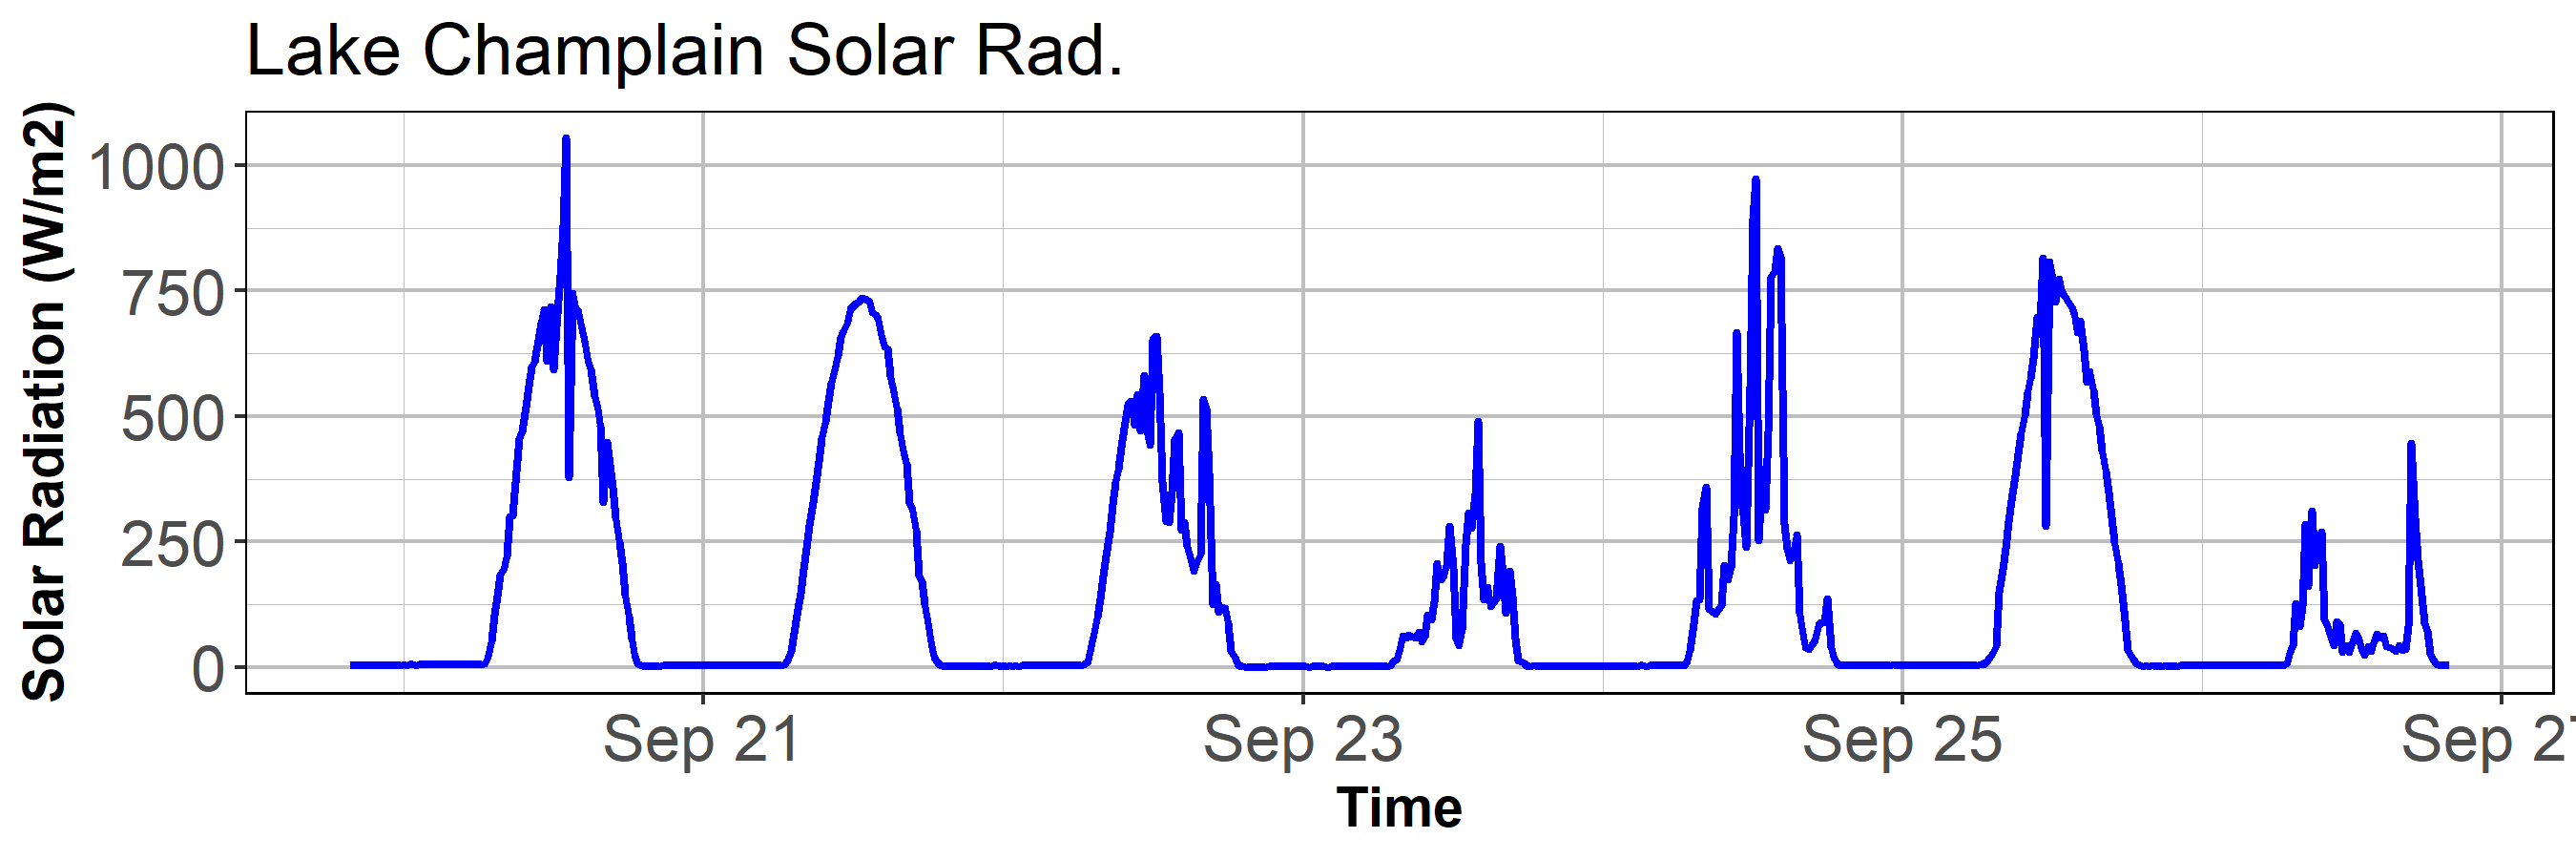 Lake Champlain Solar Rad.
Solar Radiation (W/m2)
1000
750
500
250
0
Sep 21
Sep 23
Sep 25
Sep 2
Time